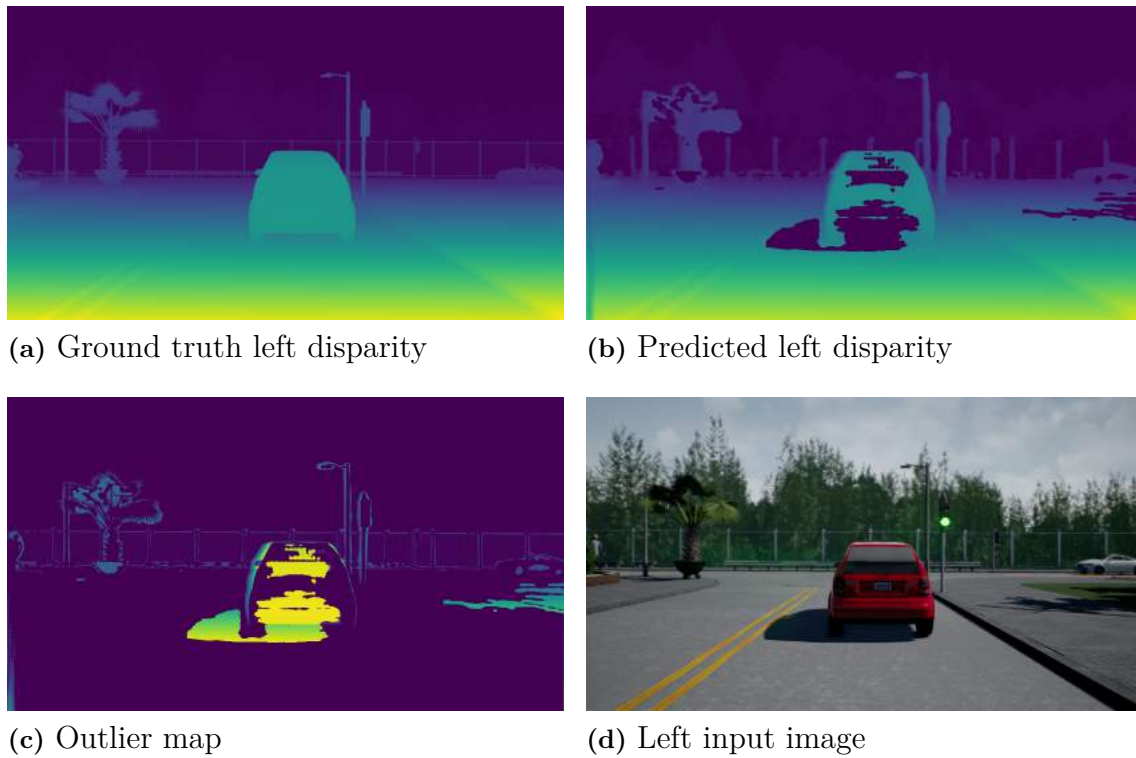 (a) Ground truth left disparity
(b) Predicted left disparity
(c) Outlier map
(d) Left input image